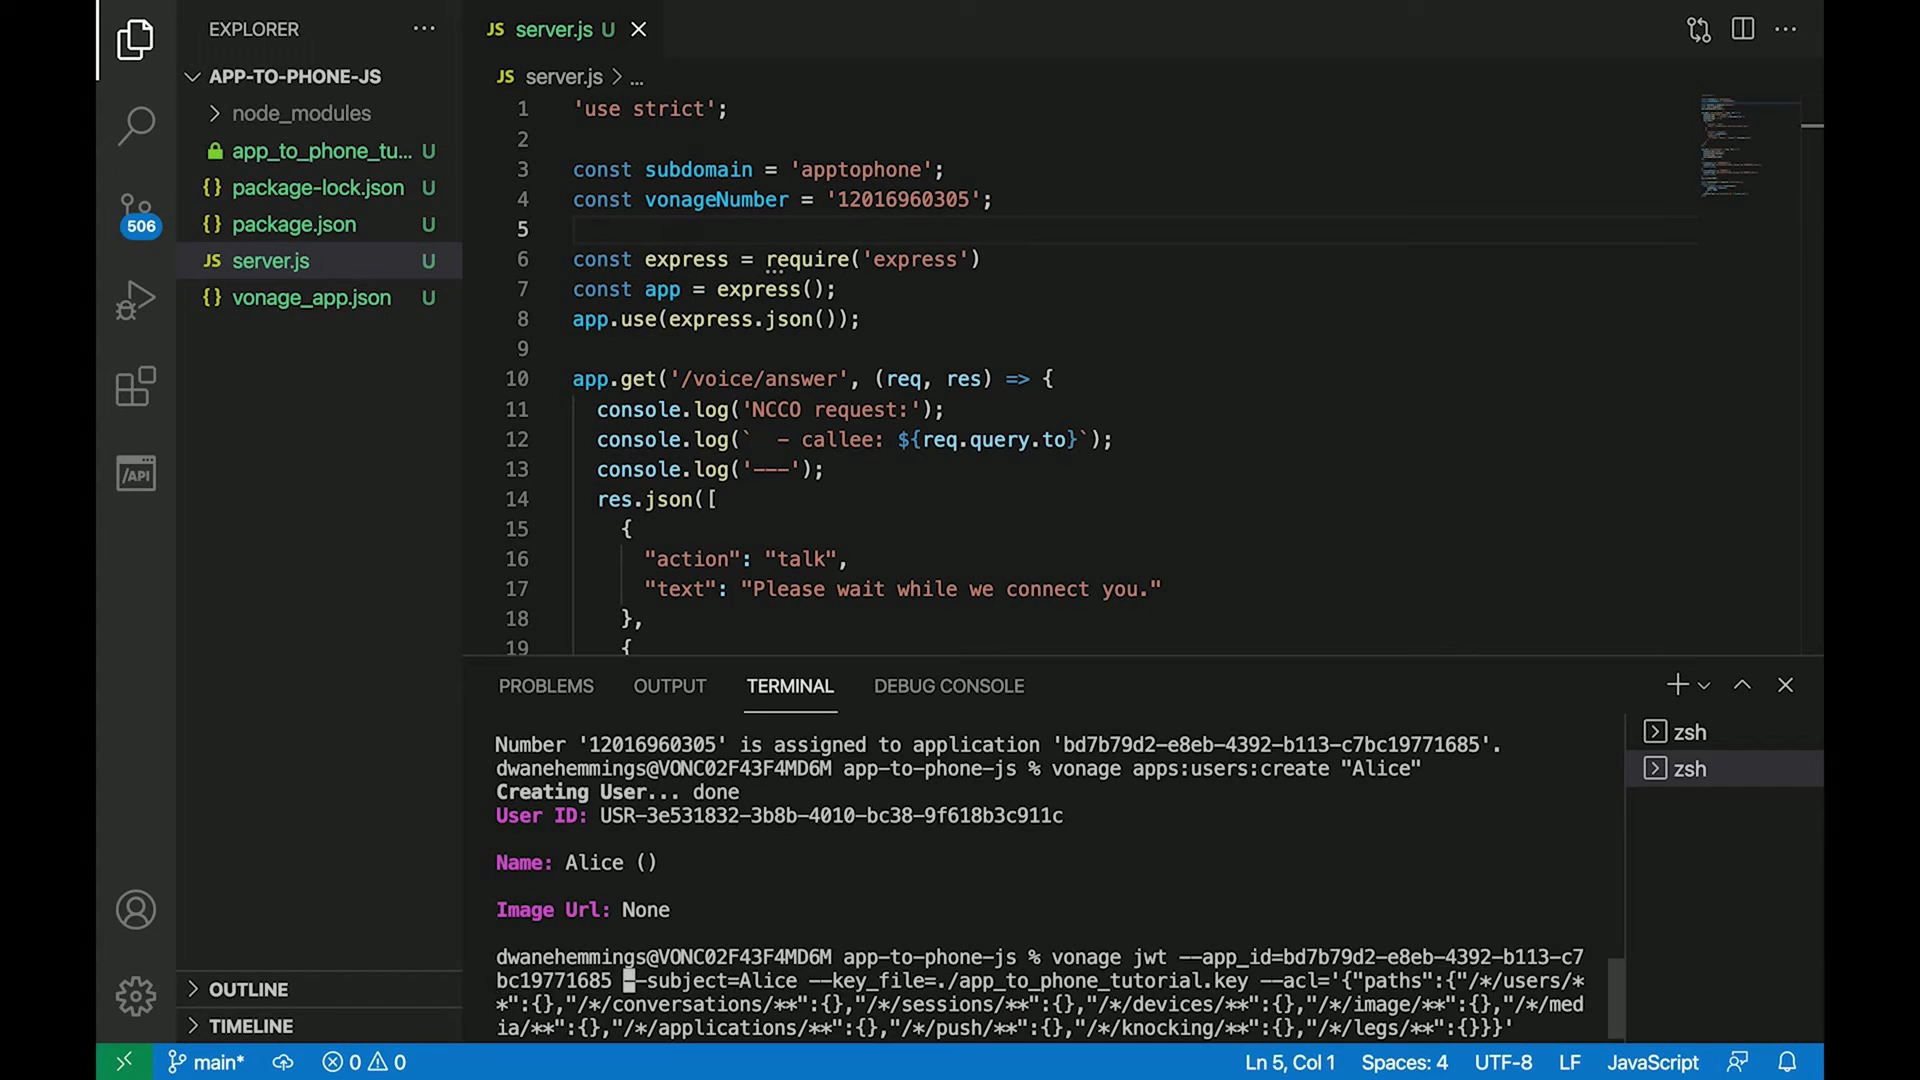 EXPLORER
APP-TO-PHONE-JS
node_modules
app_to_phone_tu... U
{} package-lock.json U
{} package.json U
JS server.js U
{} vonage_app.json U
506
/API
OUTLINE
TIMELINE
JS server.js U
JS server.js > ...
1 'use strict';
2
3 const subdomain = 'apptophone';
4 const vonageNumber = '12016960305';
5
6 const express = require('express')
7 const app = express();
8 app.use(express.json());
9
10 app.get('/voice/answer', (req, res) => {
11 console.log('NCCO request:');
12 console.log(`  - callee: ${req.query.to}`);
13 console.log('---');
14 res.json([
15 {
16 "action": "talk",
17 "text": "Please wait while we connect you."
18 },
19 {
PROBLEMS OUTPUT TERMINAL DEBUG CONSOLE
zsh
zsh
Number '12016960305' is assigned to application 'bd7b79d2-e8eb-4392-b113-c7bc19771685'.
dwanehemmings@VONC02F43F4MD6M app-to-phone-js % vonage apps:users:create "Alice"
Creating User... done
User ID: USR-3e531832-3b8b-4010-bc38-9f618b3c911c
Name: Alice ()
Image Url: None
dwanehemmings@VONC02F43F4MD6M app-to-phone-js % vonage jwt --app_id=bd7b79d2-e8eb-4392-b113-c7
bc19771685 --subject=Alice --key_file=./app_to_phone_tutorial.key --acl='{"paths":{"/*/users/*
*":{},"/*/conversations/**":{},"/*/sessions/**":{},"/*/devices/**":{},"/*/image/**":{},"/*/med
ia/**":{},"/*/applications/**":{},"/*/push/**":{},"/*/knocking/**":{},"/*/legs/**":{}}}'
main* 0 0 Ln 5, Col 1 Spaces: 4 UTF-8 LF JavaScript